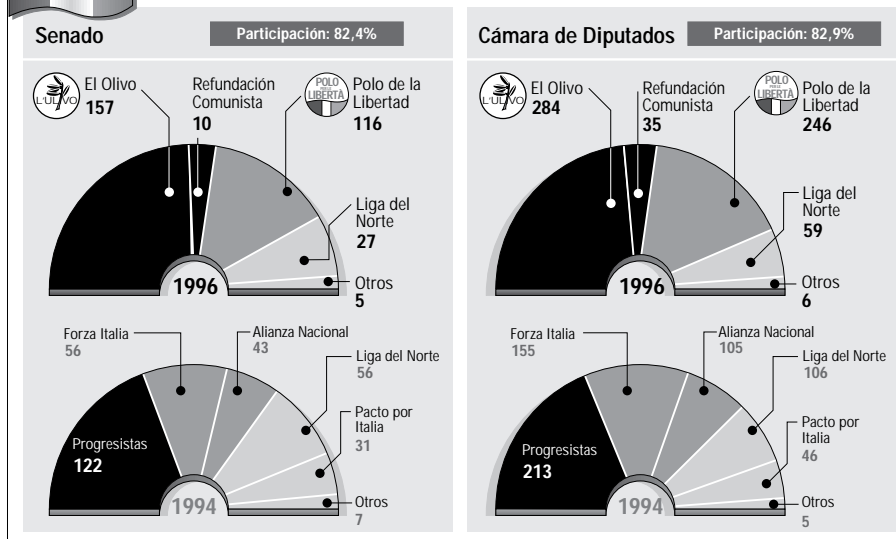 Senado
Participación: 82,4%
L'ULIVO
El Olivo
157
Refundación
Comunista
10
POLO
LIBERTÀ
Polo de la
Libertad
116
Liga del
Norte
27
Otros
5
1996
Forza Italia
56
Alianza Nacional
43
Liga del Norte
56
Pacto por
Italia
31
Otros
7
Progresistas
122
1994
Cámara de Diputados
Participación: 82,9%
L'ULIVO
El Olivo
284
Refundación
Comunista
35
POLO
LIBERTÀ
Polo de la
Libertad
246
Liga del
Norte
59
Otros
6
1996
Forza Italia
155
Alianza Nacional
105
Liga del Norte
106
Pacto por
Italia
46
Otros
5
Progresistas
213
1994